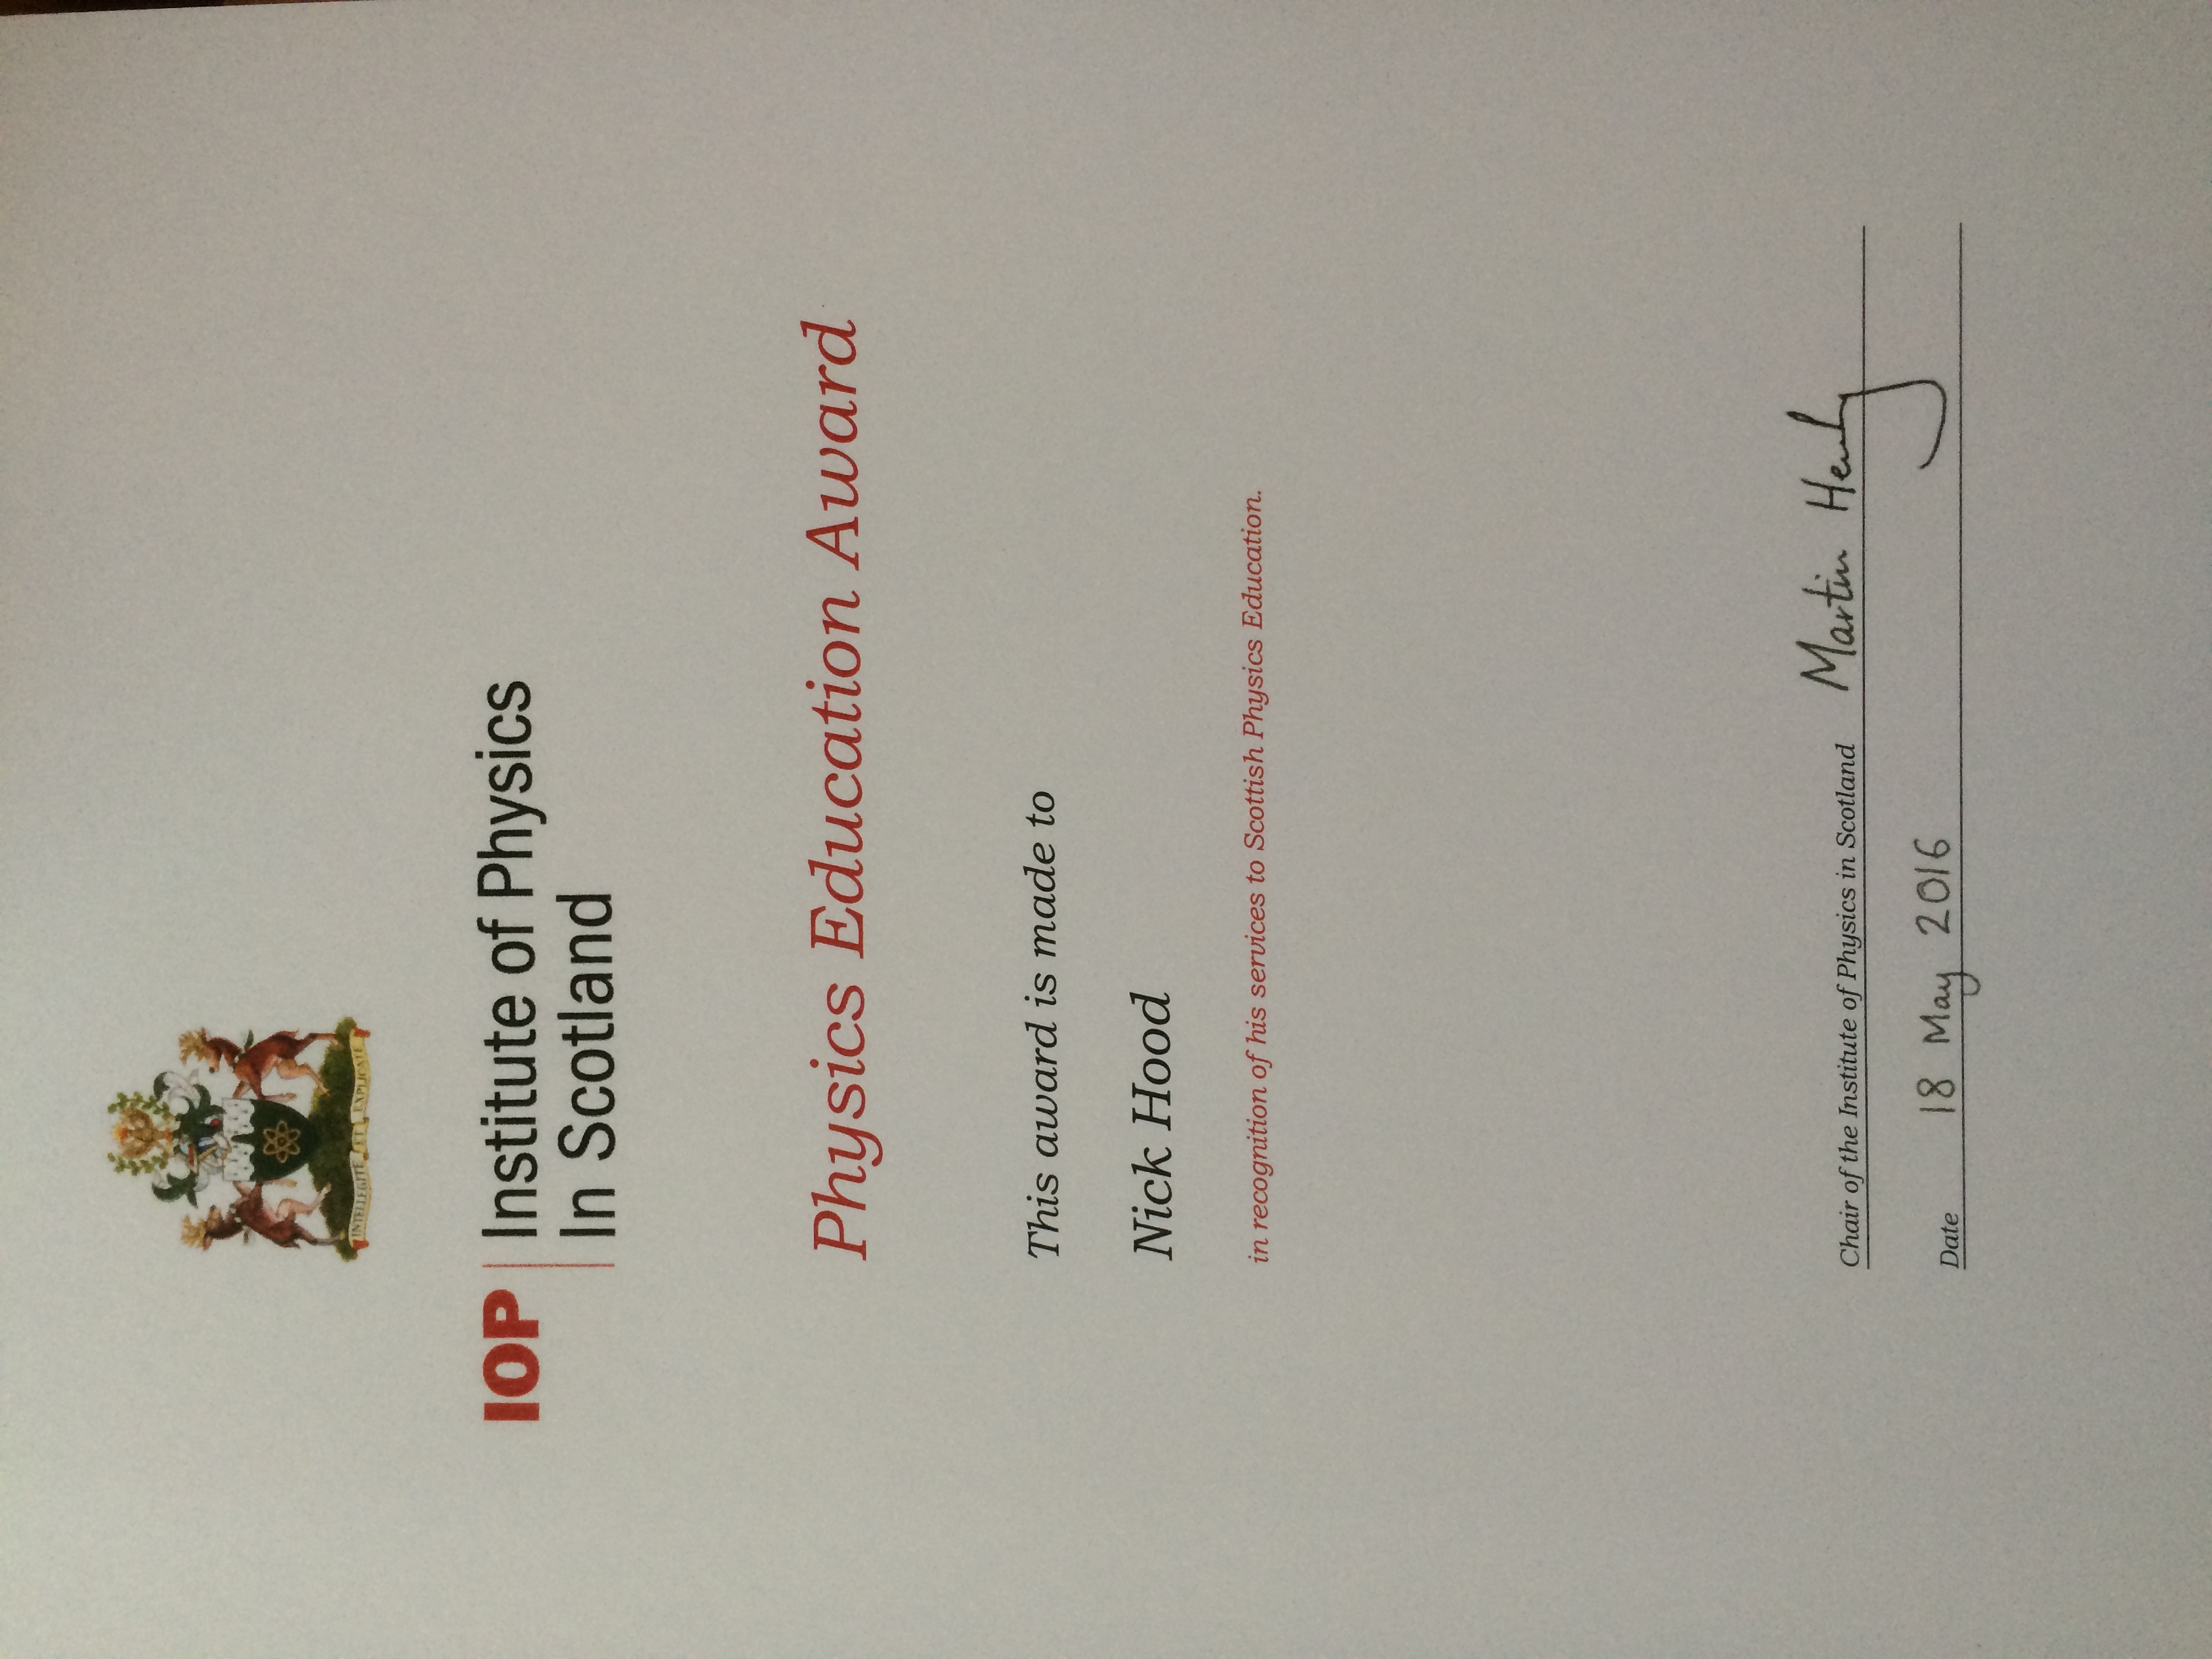 INTELLEGITE ET EXPLICATE
IOP Institute of Physics
In Scotland
Physics Education Award
This award is made to
Nick Hood
in recognition of his services to Scottish Physics Education.
Chair of the Institute of Physics in Scotland Martin
Date 18 May 2016